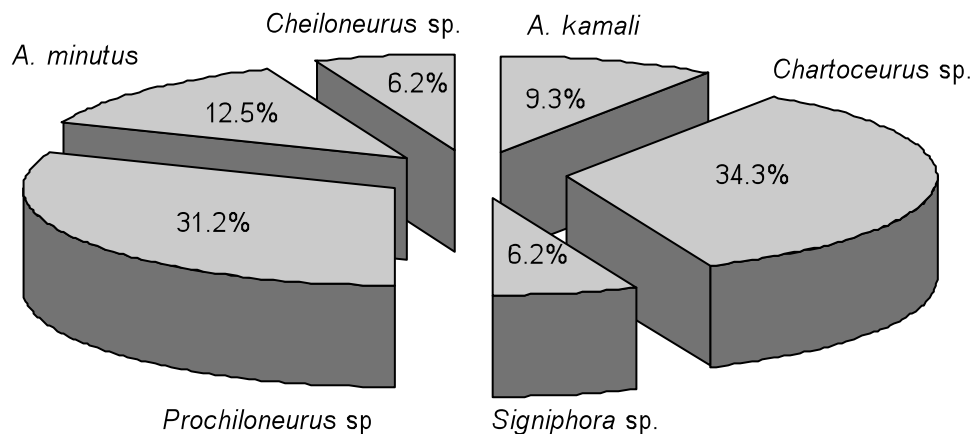 Cheiloneurus sp.
A. kamali
A. minutus
Chartoceurus sp.
6.2%
9.3%
12.5%
34.3%
31.2%
6.2%
Prochiloneurus sp
Signiphora sp.